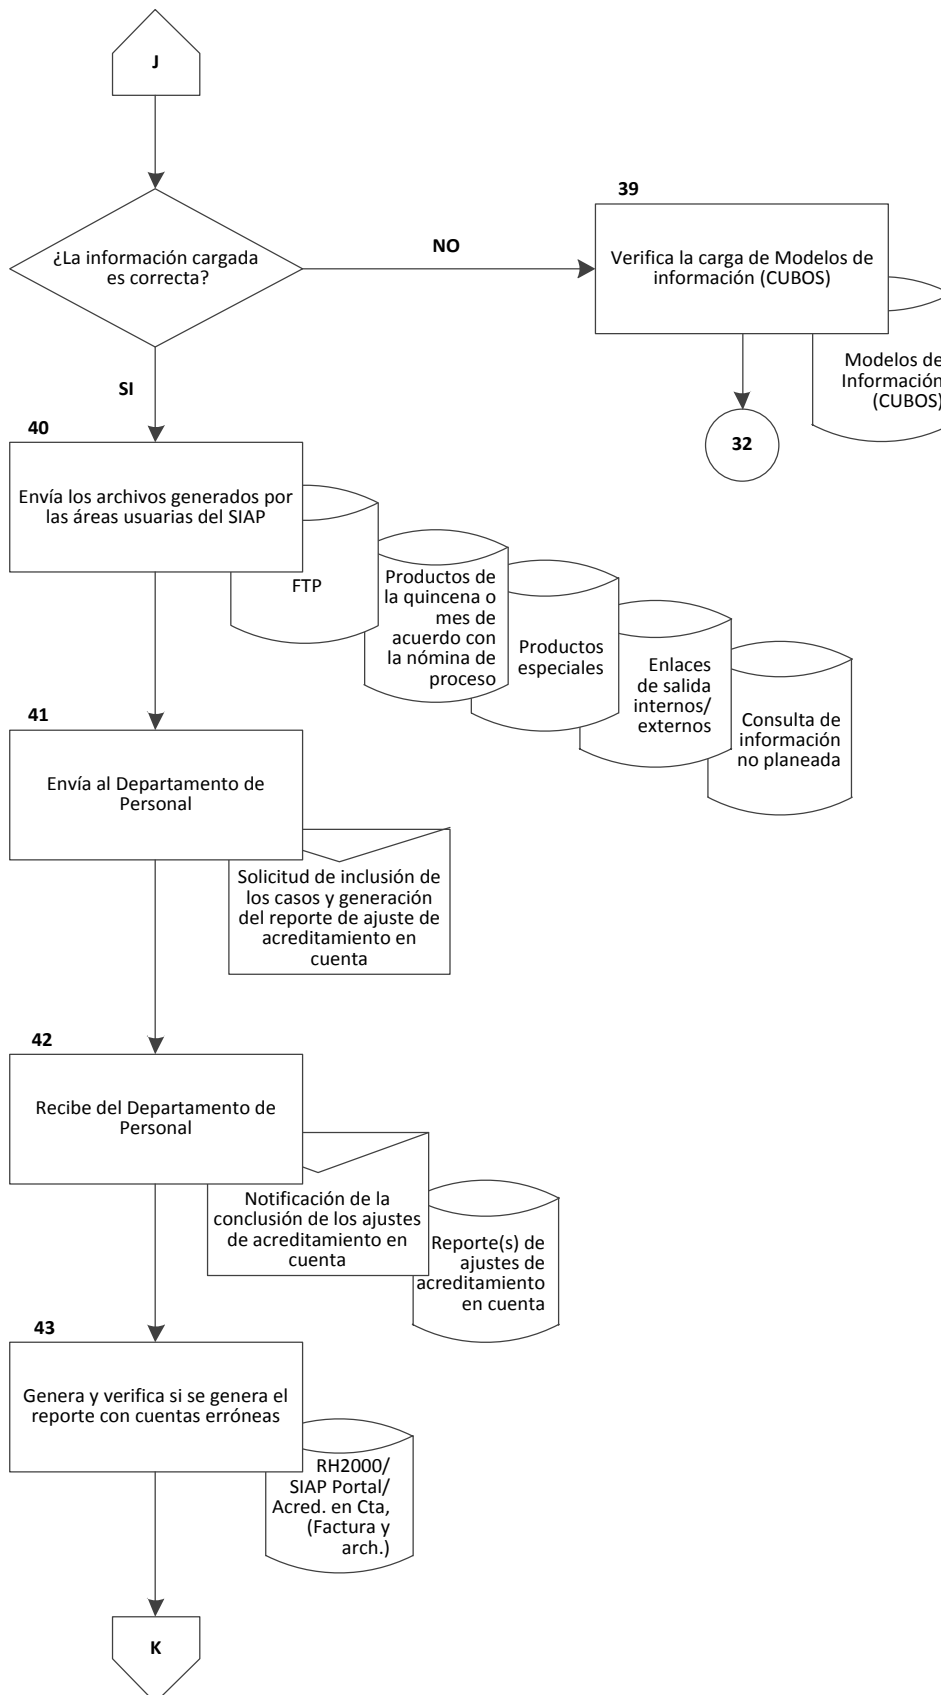 J
39
¿La información cargada
es correcta?
NO
Verifica la carga de Modelos de
información (CUBOS)
Modelos de
Información
(CUBOS)
SI
32
40
Envía los archivos generados por
las áreas usuarias del SIAP
FTP
Productos de
la quincena o
mes de
acuerdo con
la nómina de
proceso
Productos
especiales
Enlaces
de salida
internos/
externos
Consulta de
información
no planeada
41
Envía al Departamento de
Personal
Solicitud de inclusión de
los casos y generación
del reporte de ajuste de
acreditamiento en
cuenta
42
Recibe del Departamento de
Personal
Notificación de la
conclusión de los ajustes
de acreditamiento en
cuenta
Reporte(s) de
ajustes de
acreditamiento
en cuenta
43
Genera y verifica si se genera el
reporte con cuentas erróneas
RH2000/
SIAP Portal/
Acred. en Cta,
(Factura y
arch.)
K